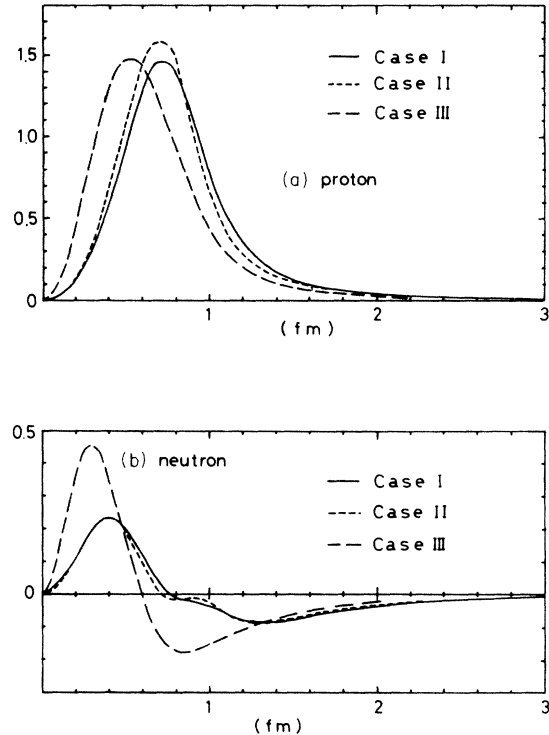 1.5
1.0
0.5
0
Case I
Case II
Case III
(a) proton
1
2
3
(fm)
0.5
0
(b) neutron
Case I
Case II
Case III
1
2
3
(fm)